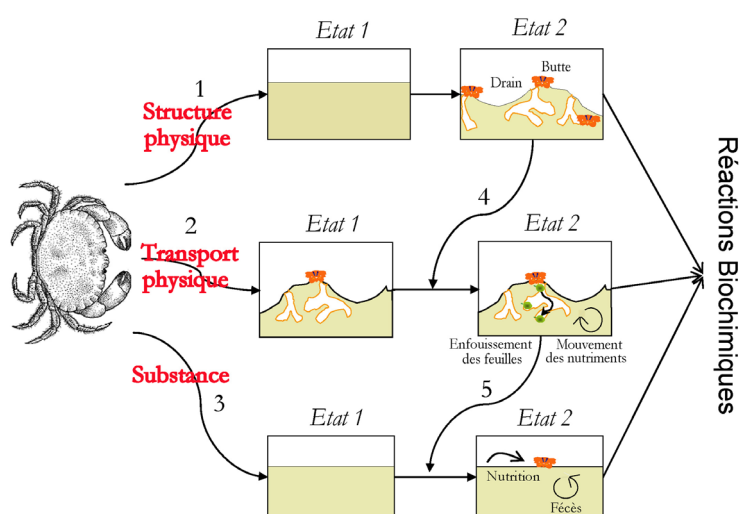 Etat 1
Etat 2
1
Structure
physique
Drain
Butte
4
2
Etat 1
Etat 2
Transport
physique
Enfouissement
des feuilles
Mouvement
des nutriments
Substance
3
5
Etat 1
Etat 2
Nutrition
Fécès
Réactions Biochimiques